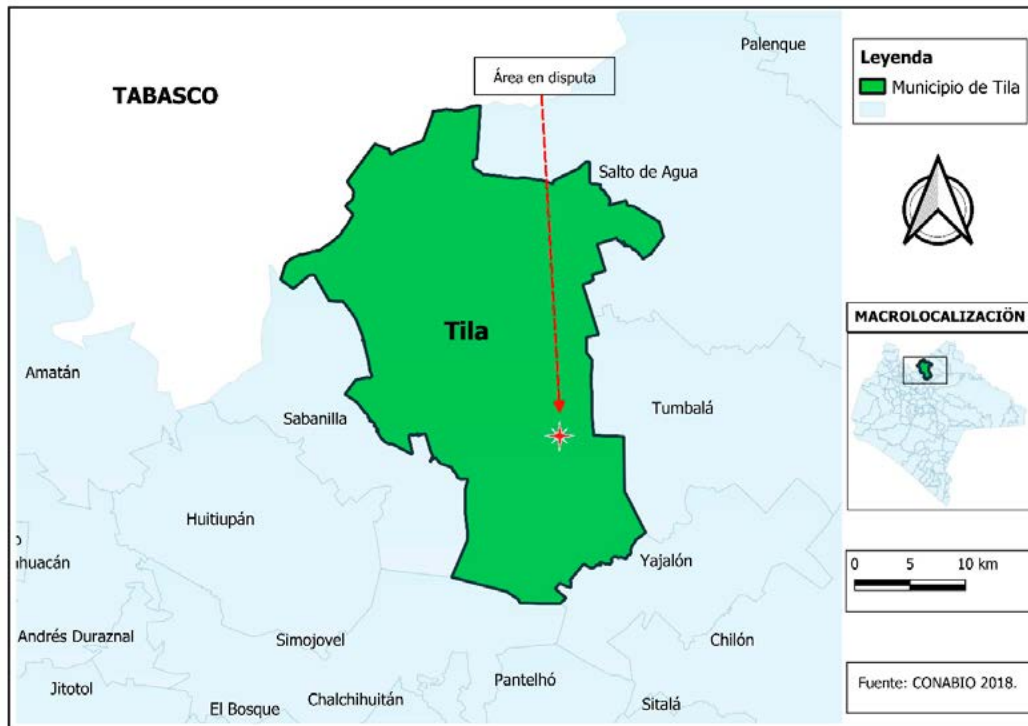 Palenque
TABASCO
Área en disputa
Salto de Agua
Tila
Amatán
Sabanilla
Tumbalá
Huitiupán
huacán
Yajalón
Andrés Duraznal
Simojovel
Chilón
Jitotol
Pantelhó
El Bosque
Chalchihuitán
Sitalá
Leyenda
Municipio de Tila
MACROLOCALIZACIÖN
0 5 10 km
Fuente: CONABIO 2018.